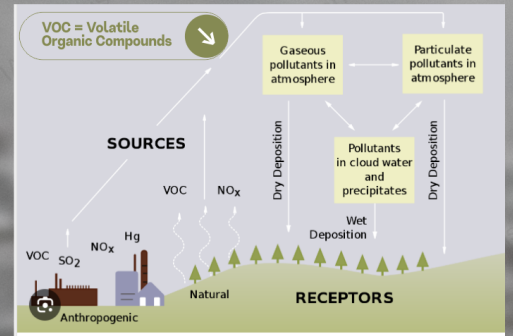 VOC = Volatile
Organic Compounds
Gaseous
pollutants in
atmosphere
Particulate
pollutants in
atmosphere
SOURCES
Pollutants
in cloud water
and
precipitates
Dry Deposition
Dry Deposition
VOC
NOx
Wet
Deposition
VOC
SO2
NOx
Hg
Natural
RECEPTORS
Anthropogenic